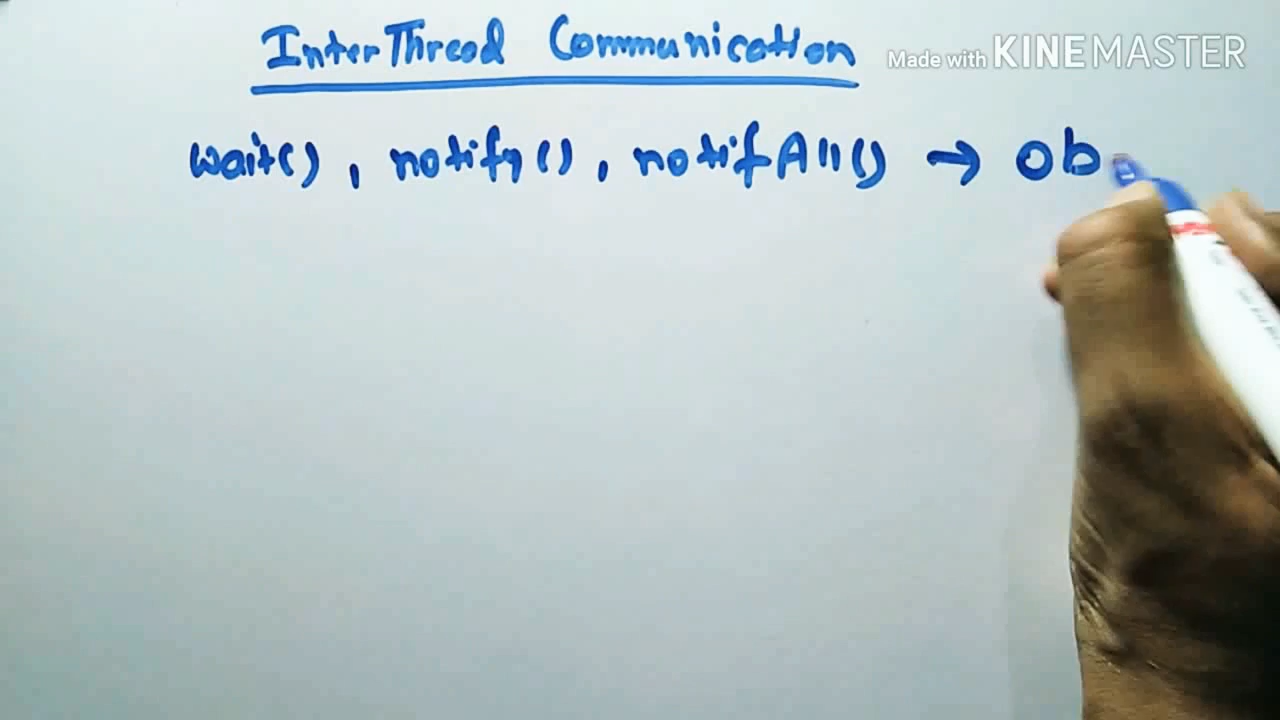 InterThread Communication
Made with KINEMASTER
wait() , notify() , notifAll() → ob